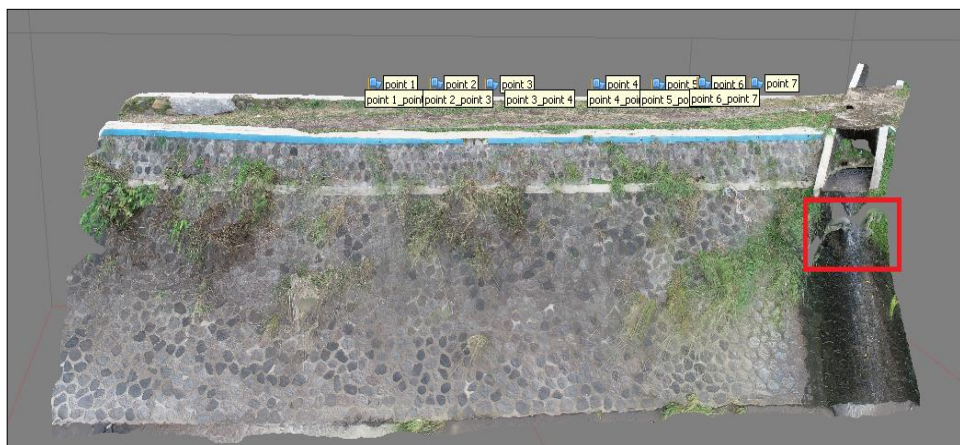 point 1
point 2
point 3
point 4
point 5
point 6
point 7
point 1_poin
point 2_point 3
point 3_point 4
point 4_poi
point 5_po
point 6_point 7